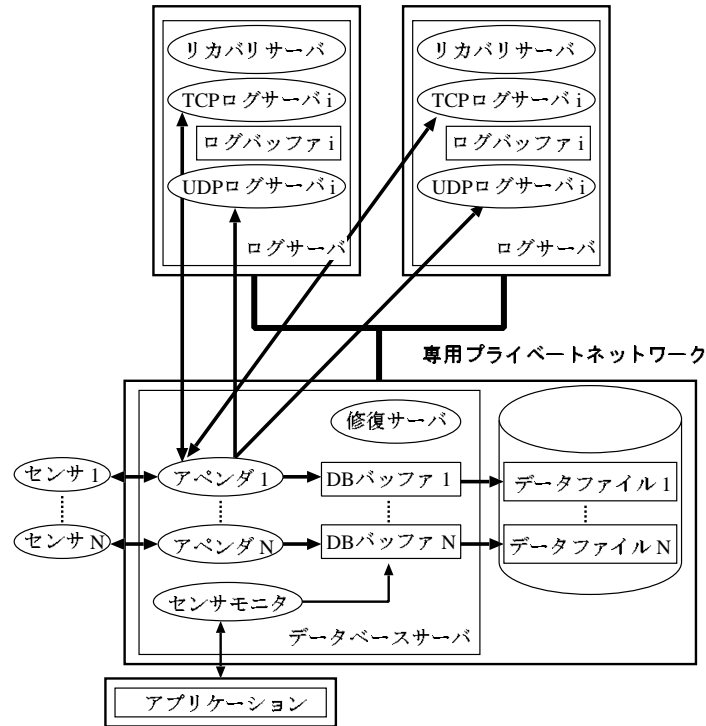 リカバリサーバ
TCPログサーバ i
ログバッファ i
UDPログサーバ i
ログサーバ
リカバリサーバ
TCPログサーバ i
ログバッファ i
UDPログサーバ i
ログサーバ
専用プライベートネットワーク
修復サーバ
センサ 1
アペンダ 1
DBバッファ 1
データファイル 1
センサ N
アペンダ N
DBバッファ N
データファイル N
センサモニタ
データベースサーバ
アプリケーション